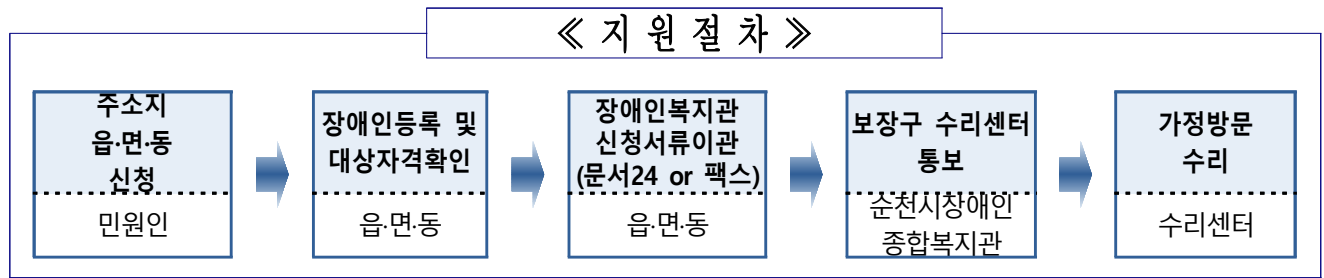 ≪지원절차≫
주소지
읍·면·동
신청
민원인
장애인등록 및
대상자격확인
읍·면·동
장애인복지관
신청서류이관
(문서24 or 팩스)
읍·면·동
보장구 수리센터
통보
순천시창애인
종합복지관
가정방문
수리
수리센터